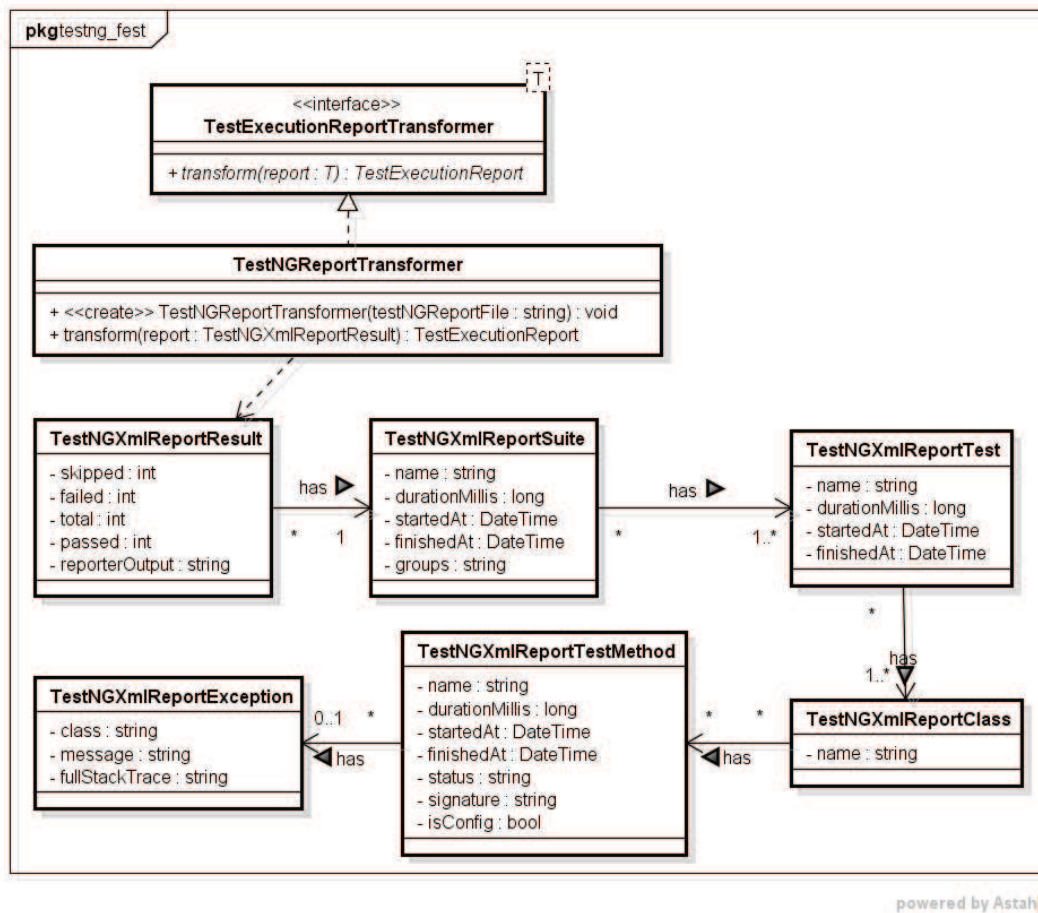 pkgtestng_fest
T
<<interface>>
TestExecutionReportTransformer
+ transform(report : T) : TestExecutionReport
TestNGReportTransformer
+ <<create>> TestNGReportTransformer(testNGReportFile : string) : void
+ transform(report : TestNGXmlReportResult) : TestExecutionReport
TestNGXmlReportResult
- skipped : int
- failed : int
- total : int
- passed : int
- reporterOutput : string
has
*
1
TestNGXmlReportSuite
- name : string
- durationMillis : long
- startedAt : DateTime
- finishedAt : DateTime
- groups : string
has
*
1..*
TestNGXmlReportTest
- name : string
- durationMillis : long
- startedAt : DateTime
- finishedAt : DateTime
*
has
1..*
TestNGXmlReportException
- class : string
- message : string
- fullStackTrace : string
0..1
*
has
TestNGXmlReportTestMethod
- name : string
- durationMillis : long
- startedAt : DateTime
- finishedAt : DateTime
- status : string
- signature : string
- isConfig : bool
*
*
has
TestNGXmlReportClass
- name : string
powered by Astah